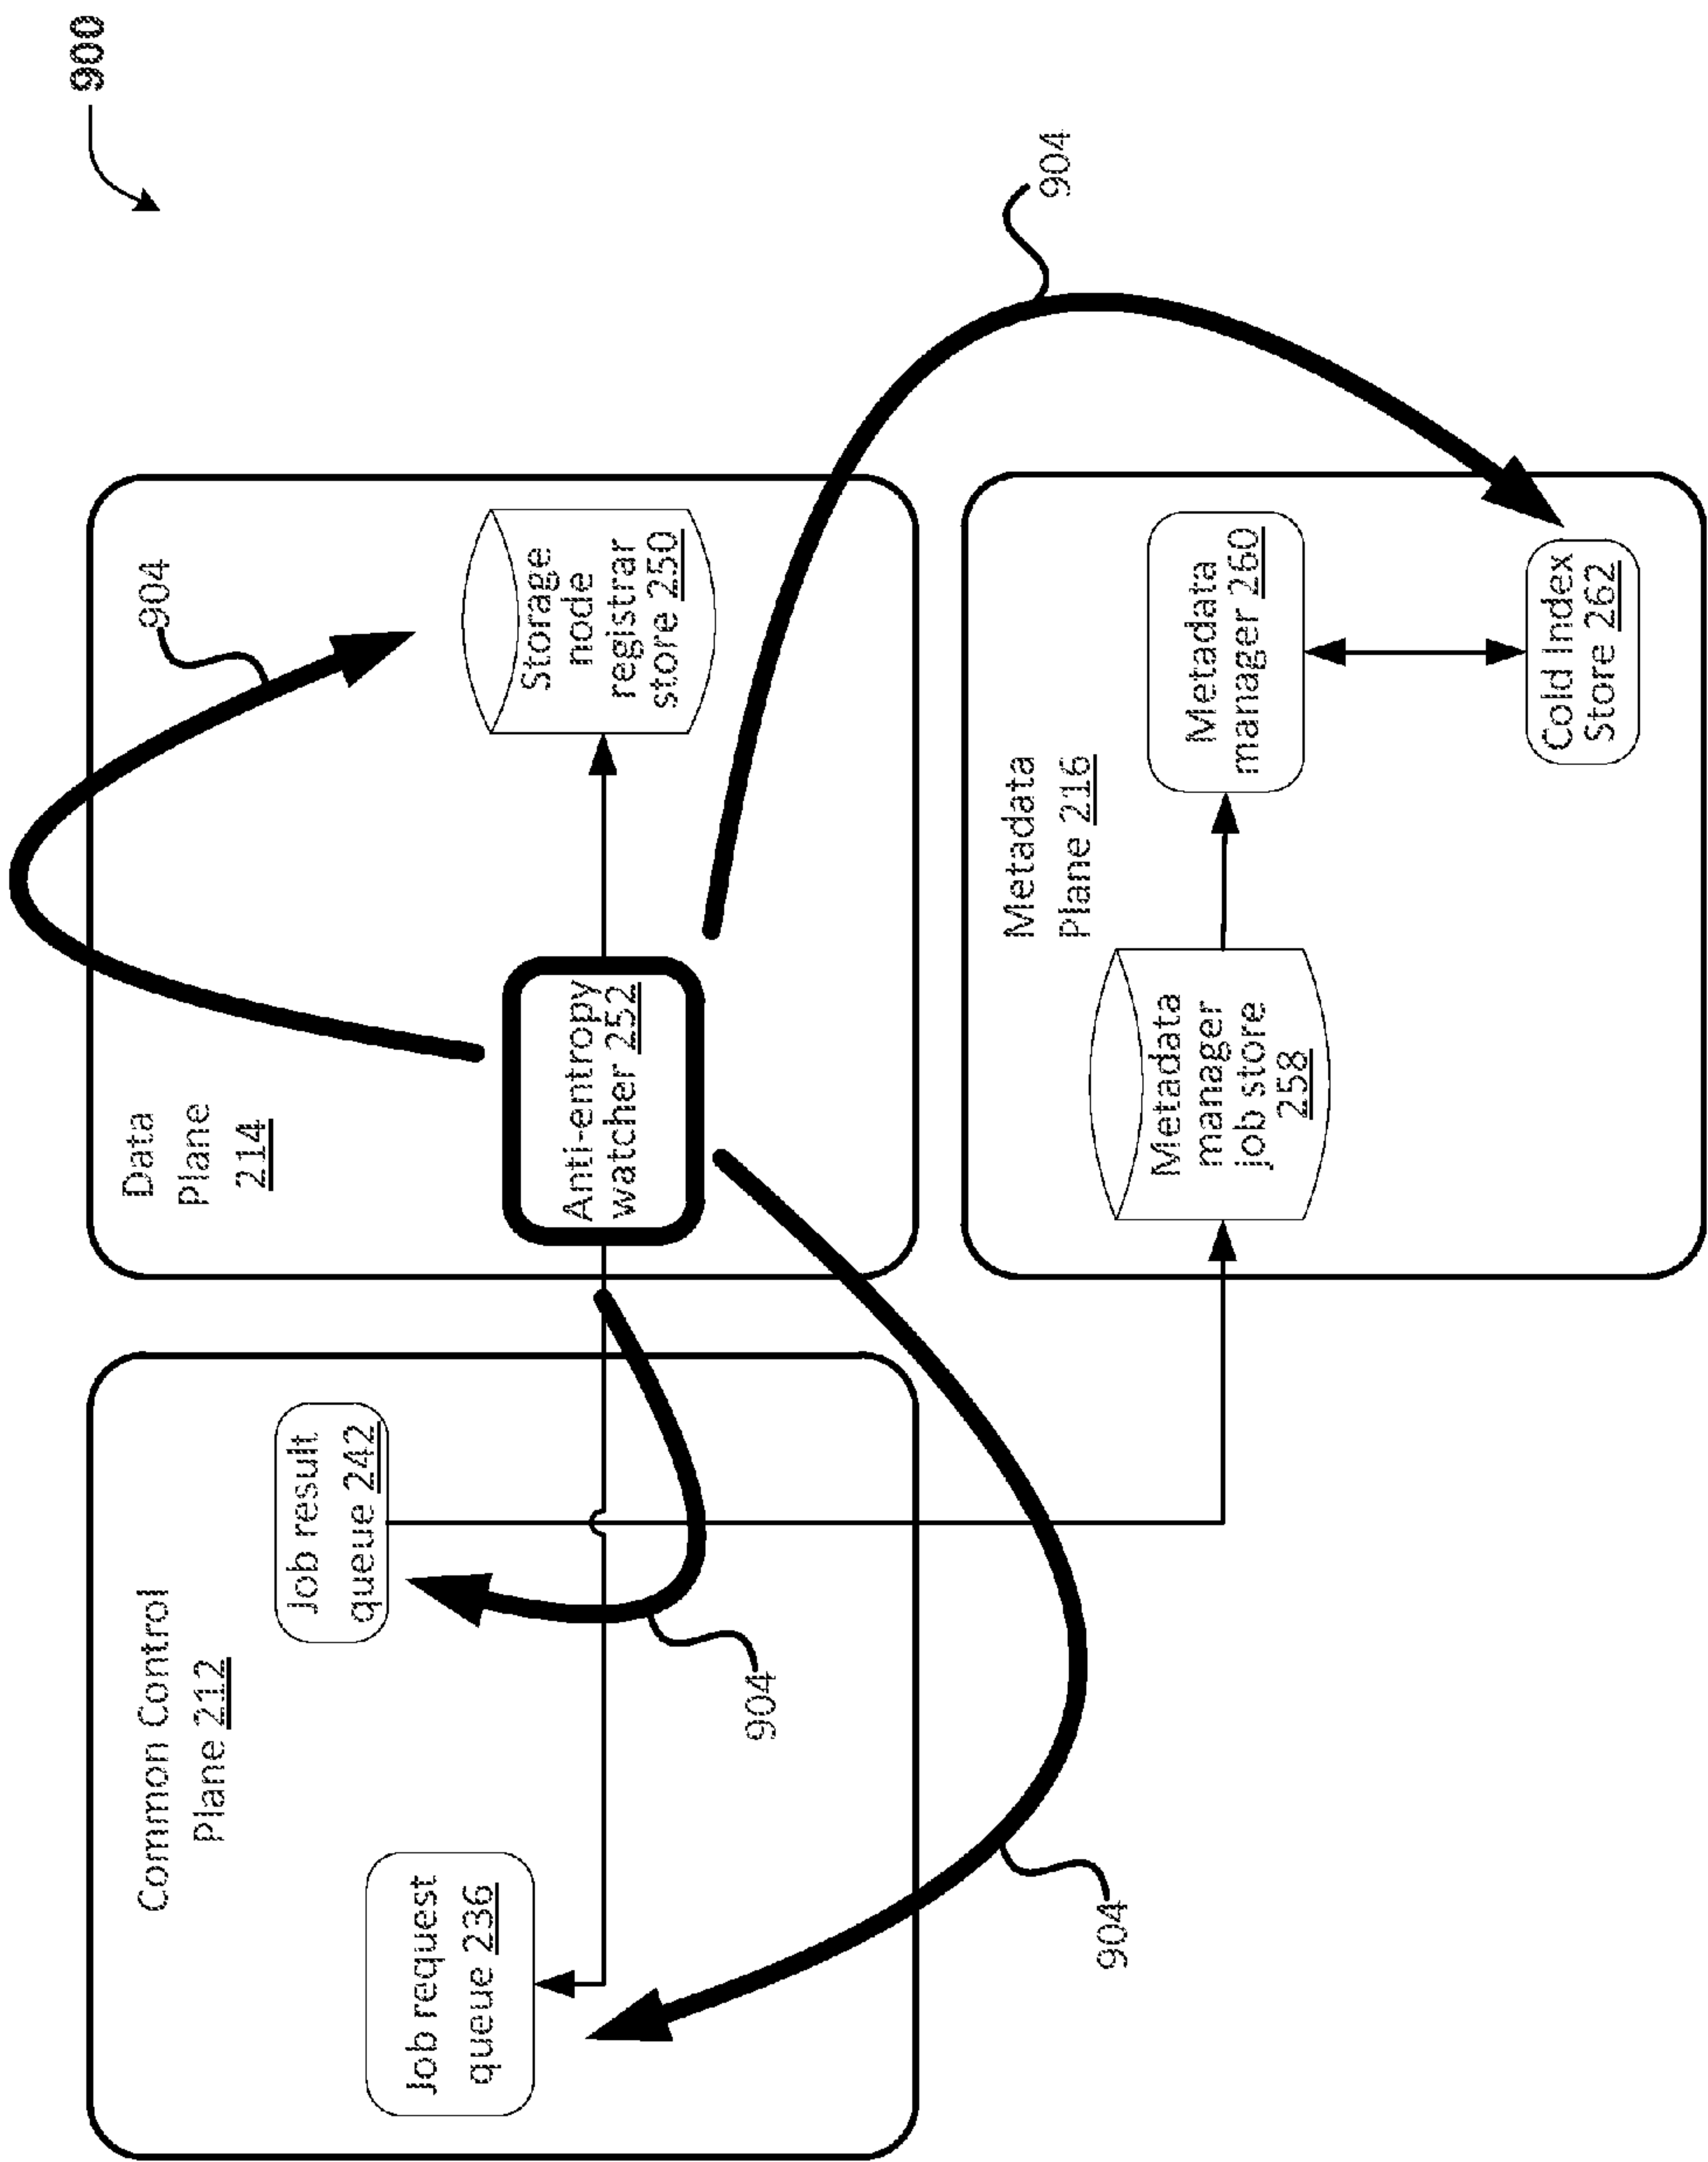 900
Common Control
Plane 212
Job request
queue 236
Job result
queue 242
904
904
Data
Plane
214
Anti-entropy
watcher 252
Storage
node
registrar
store 250
904
904
Metadata
Plane 216
Metadata
manager
job store
258
Metadata
manager 260
Cold Index
Store 262